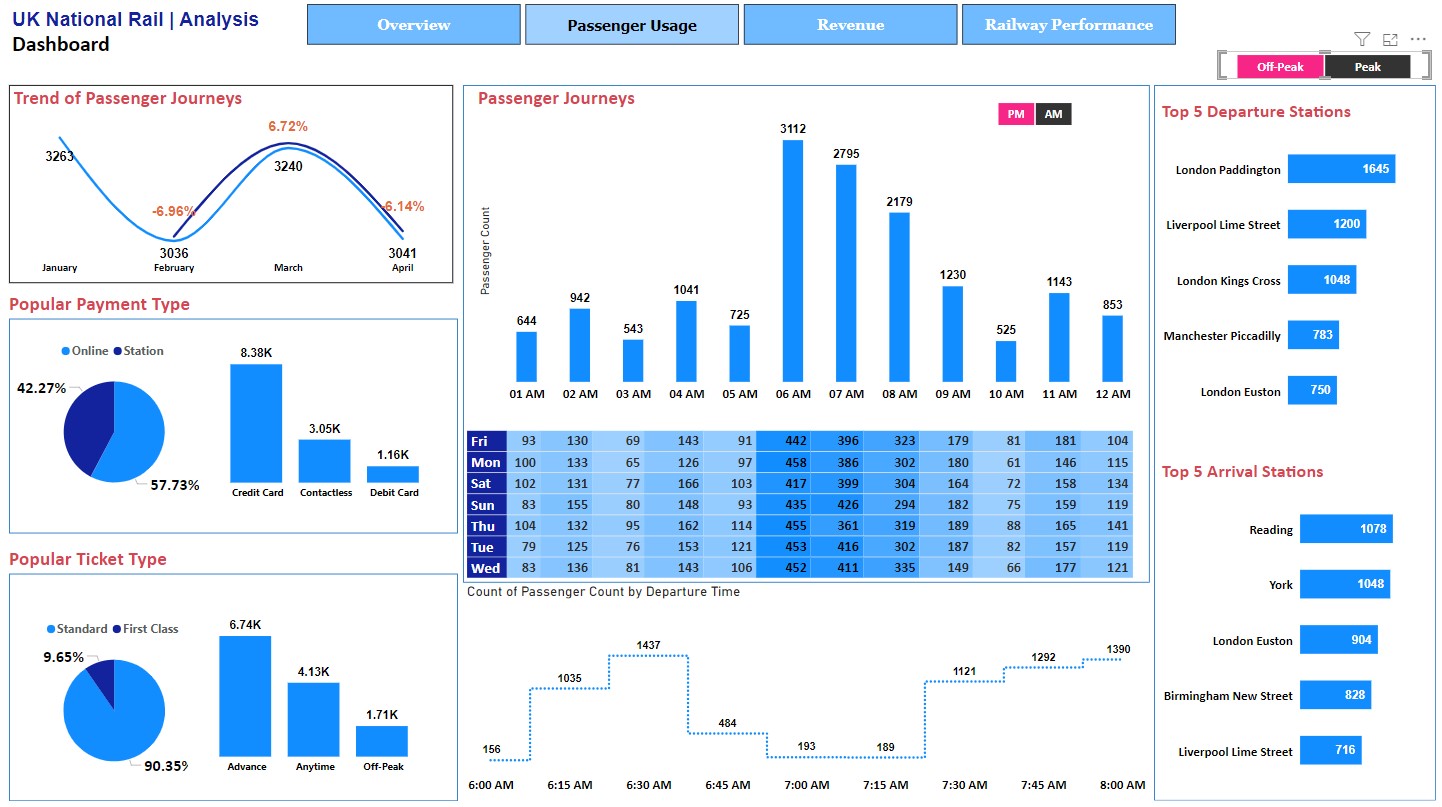 UK National Rail | Analysis
Dashboard
Overview
Passenger Usage
Revenue
Railway Performance
Off-Peak
Peak
Trend of Passenger Journeys
6.72%
3263
3240
-6.96%
-6.14%
3036
3041
January
February
March
April
Popular Payment Type
Online
Station
42.27%
57.73%
8.38K
3.05K
1.16K
Credit Card
Contactless
Debit Card
Popular Ticket Type
Standard
First Class
9.65%
90.35%
6.74K
4.13K
1.71K
Advance
Anytime
Off-Peak
Passenger Journeys
PM
AM
Passenger Count
644
942
543
1041
725
3112
2795
2179
1230
525
1143
853
01 AM 02 AM 03 AM 04 AM 05 AM 06 AM 07 AM 08 AM 09 AM 10 AM 11 AM 12 AM
Fri 93 130 69 143 91 442 396 323 179 81 181 104
Mon 100 133 65 126 97 458 386 302 180 61 146 115
Sat 102 131 77 166 103 417 399 304 164 72 158 134
Sun 83 155 80 148 93 435 426 294 182 75 159 119
Thu 104 132 95 162 114 455 361 319 189 88 165 141
Tue 79 125 76 153 121 453 416 302 187 82 157 119
Wed 83 136 81 143 106 452 411 335 149 66 177 121
Count of Passenger Count by Departure Time
156
1035
1437
484
193
189
1121
1292
1390
6:00 AM 6:15 AM 6:30 AM 6:45 AM 7:00 AM 7:15 AM 7:30 AM 7:45 AM 8:00 AM
Top 5 Departure Stations
London Paddington 1645
Liverpool Lime Street 1200
London Kings Cross 1048
Manchester Piccadilly 783
London Euston 750
Top 5 Arrival Stations
Reading 1078
York 1048
London Euston 904
Birmingham New Street 828
Liverpool Lime Street 716